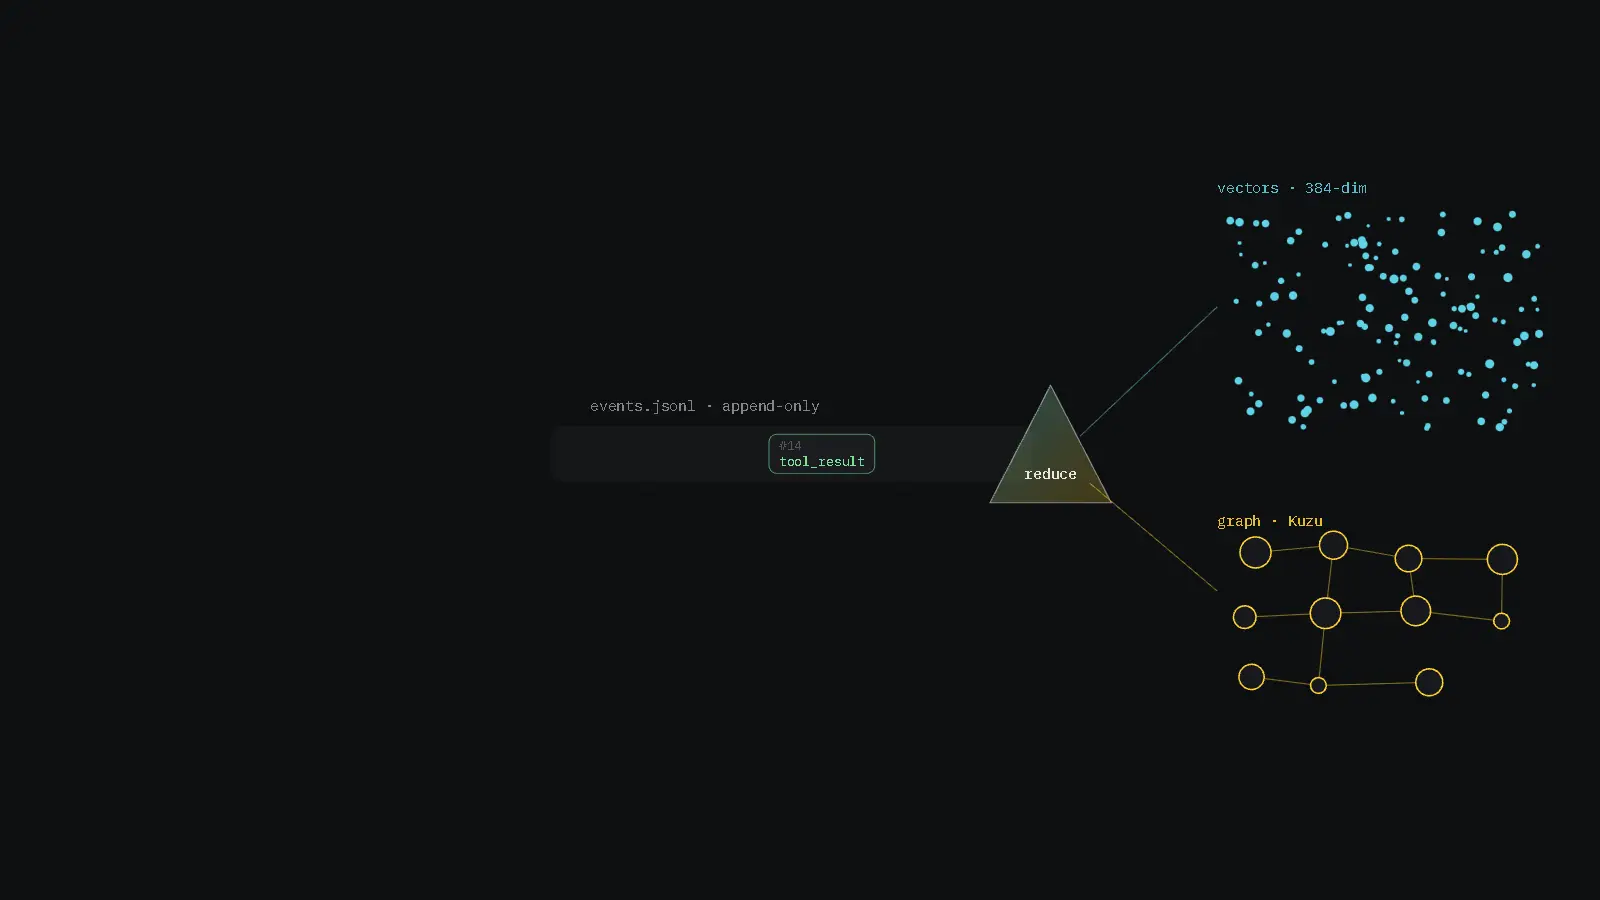 vectors · 384-dim
events.jsonl · append-only
#14
tool_result
reduce
graph · Kuzu